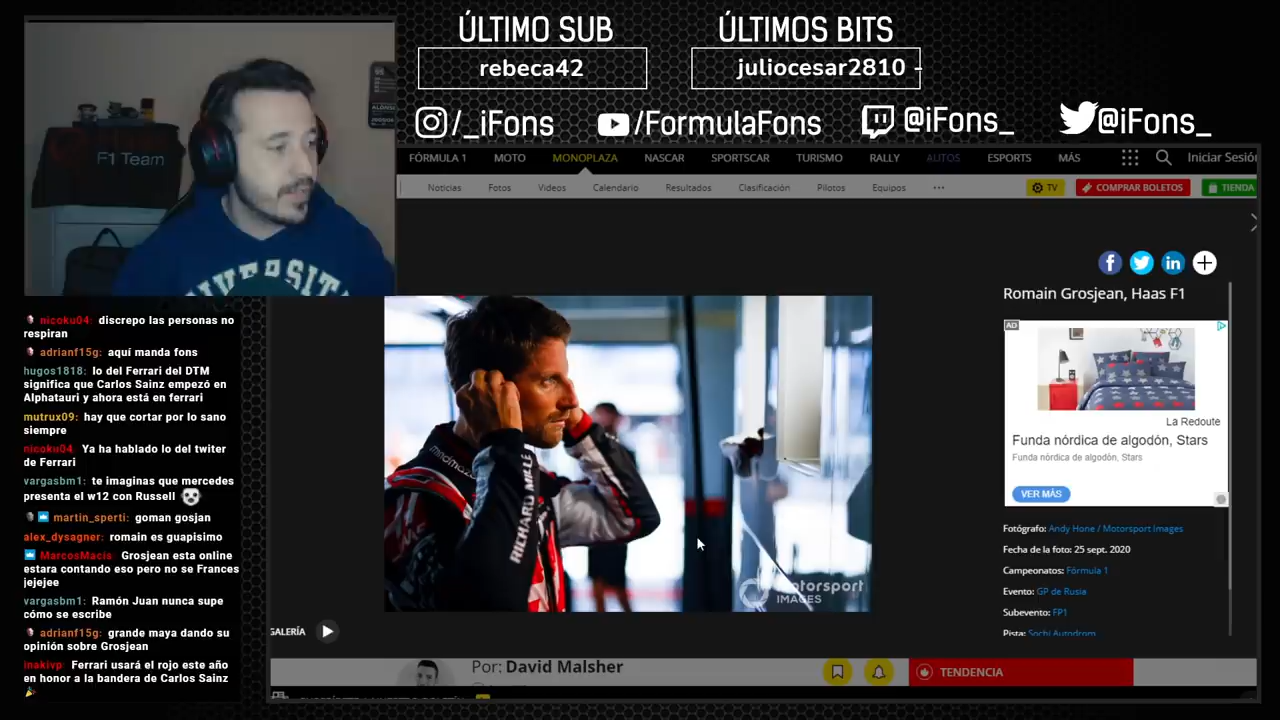 ÚLTIMO SUB
rebeca42
ÚLTIMOS BITS
juliocesar2810 -
/_iFons
/FormulaFons
@iFons_
@iFons_
F1 Team
FÓRMULA 1 MOTO MONOPLAZA NASCAR SPORTSCAR TURISMO RALLY AUTOS ESPORTS MÁS Iniciar Sesió
Noticias Fotos Videos Calendario Resultados Clasificación Pilotos Equipos ··· TV COMPRAR BOLETOS TIENDA
nicoku04: discrepo las personas no
respiran
adrianf15g: aquí manda fons
hugos1818: lo del Ferrari del DTM
significa que Carlos Sainz empezó en
Alphatauri y ahora está en ferrari
mutrux09: hay que cortar por lo sano
siempre
nicoku04: Ya ha hablado lo del twiter
de Ferrari
vargasbm1: te imaginas que mercedes
presenta el w12 con Russell
martin_sperti: goman gosjan
alex_dysagner: romain es guapisimo
MarcosMacis: Grosjean esta online
estara contando eso pero no se Frances
jejejee
vargasbm1: Ramón Juan nunca supe
cómo se escribe
adrianf15g: grande maya dando su
opinión sobre Grosjean
inakivp: Ferrari usará el rojo este año
en honor a la bandera de Carlos Sainz
RICHARD MILLE
motorsport
IMAGES
GALERÍA
Romain Grosjean, Haas F1
AD
La Redoute
Funda nórdica de algodón, Stars
Funda nórdica de algodón, Stars
VER MÁS
Fotógrafo: Andy Hone / Motorsport Images
Fecha de la foto: 25 sept. 2020
Campeonatos: Fórmula 1
Evento: GP de Rusia
Subevento: FP1
Pista: Sochi Autodrom
Por: David Malsher
TENDENCIA